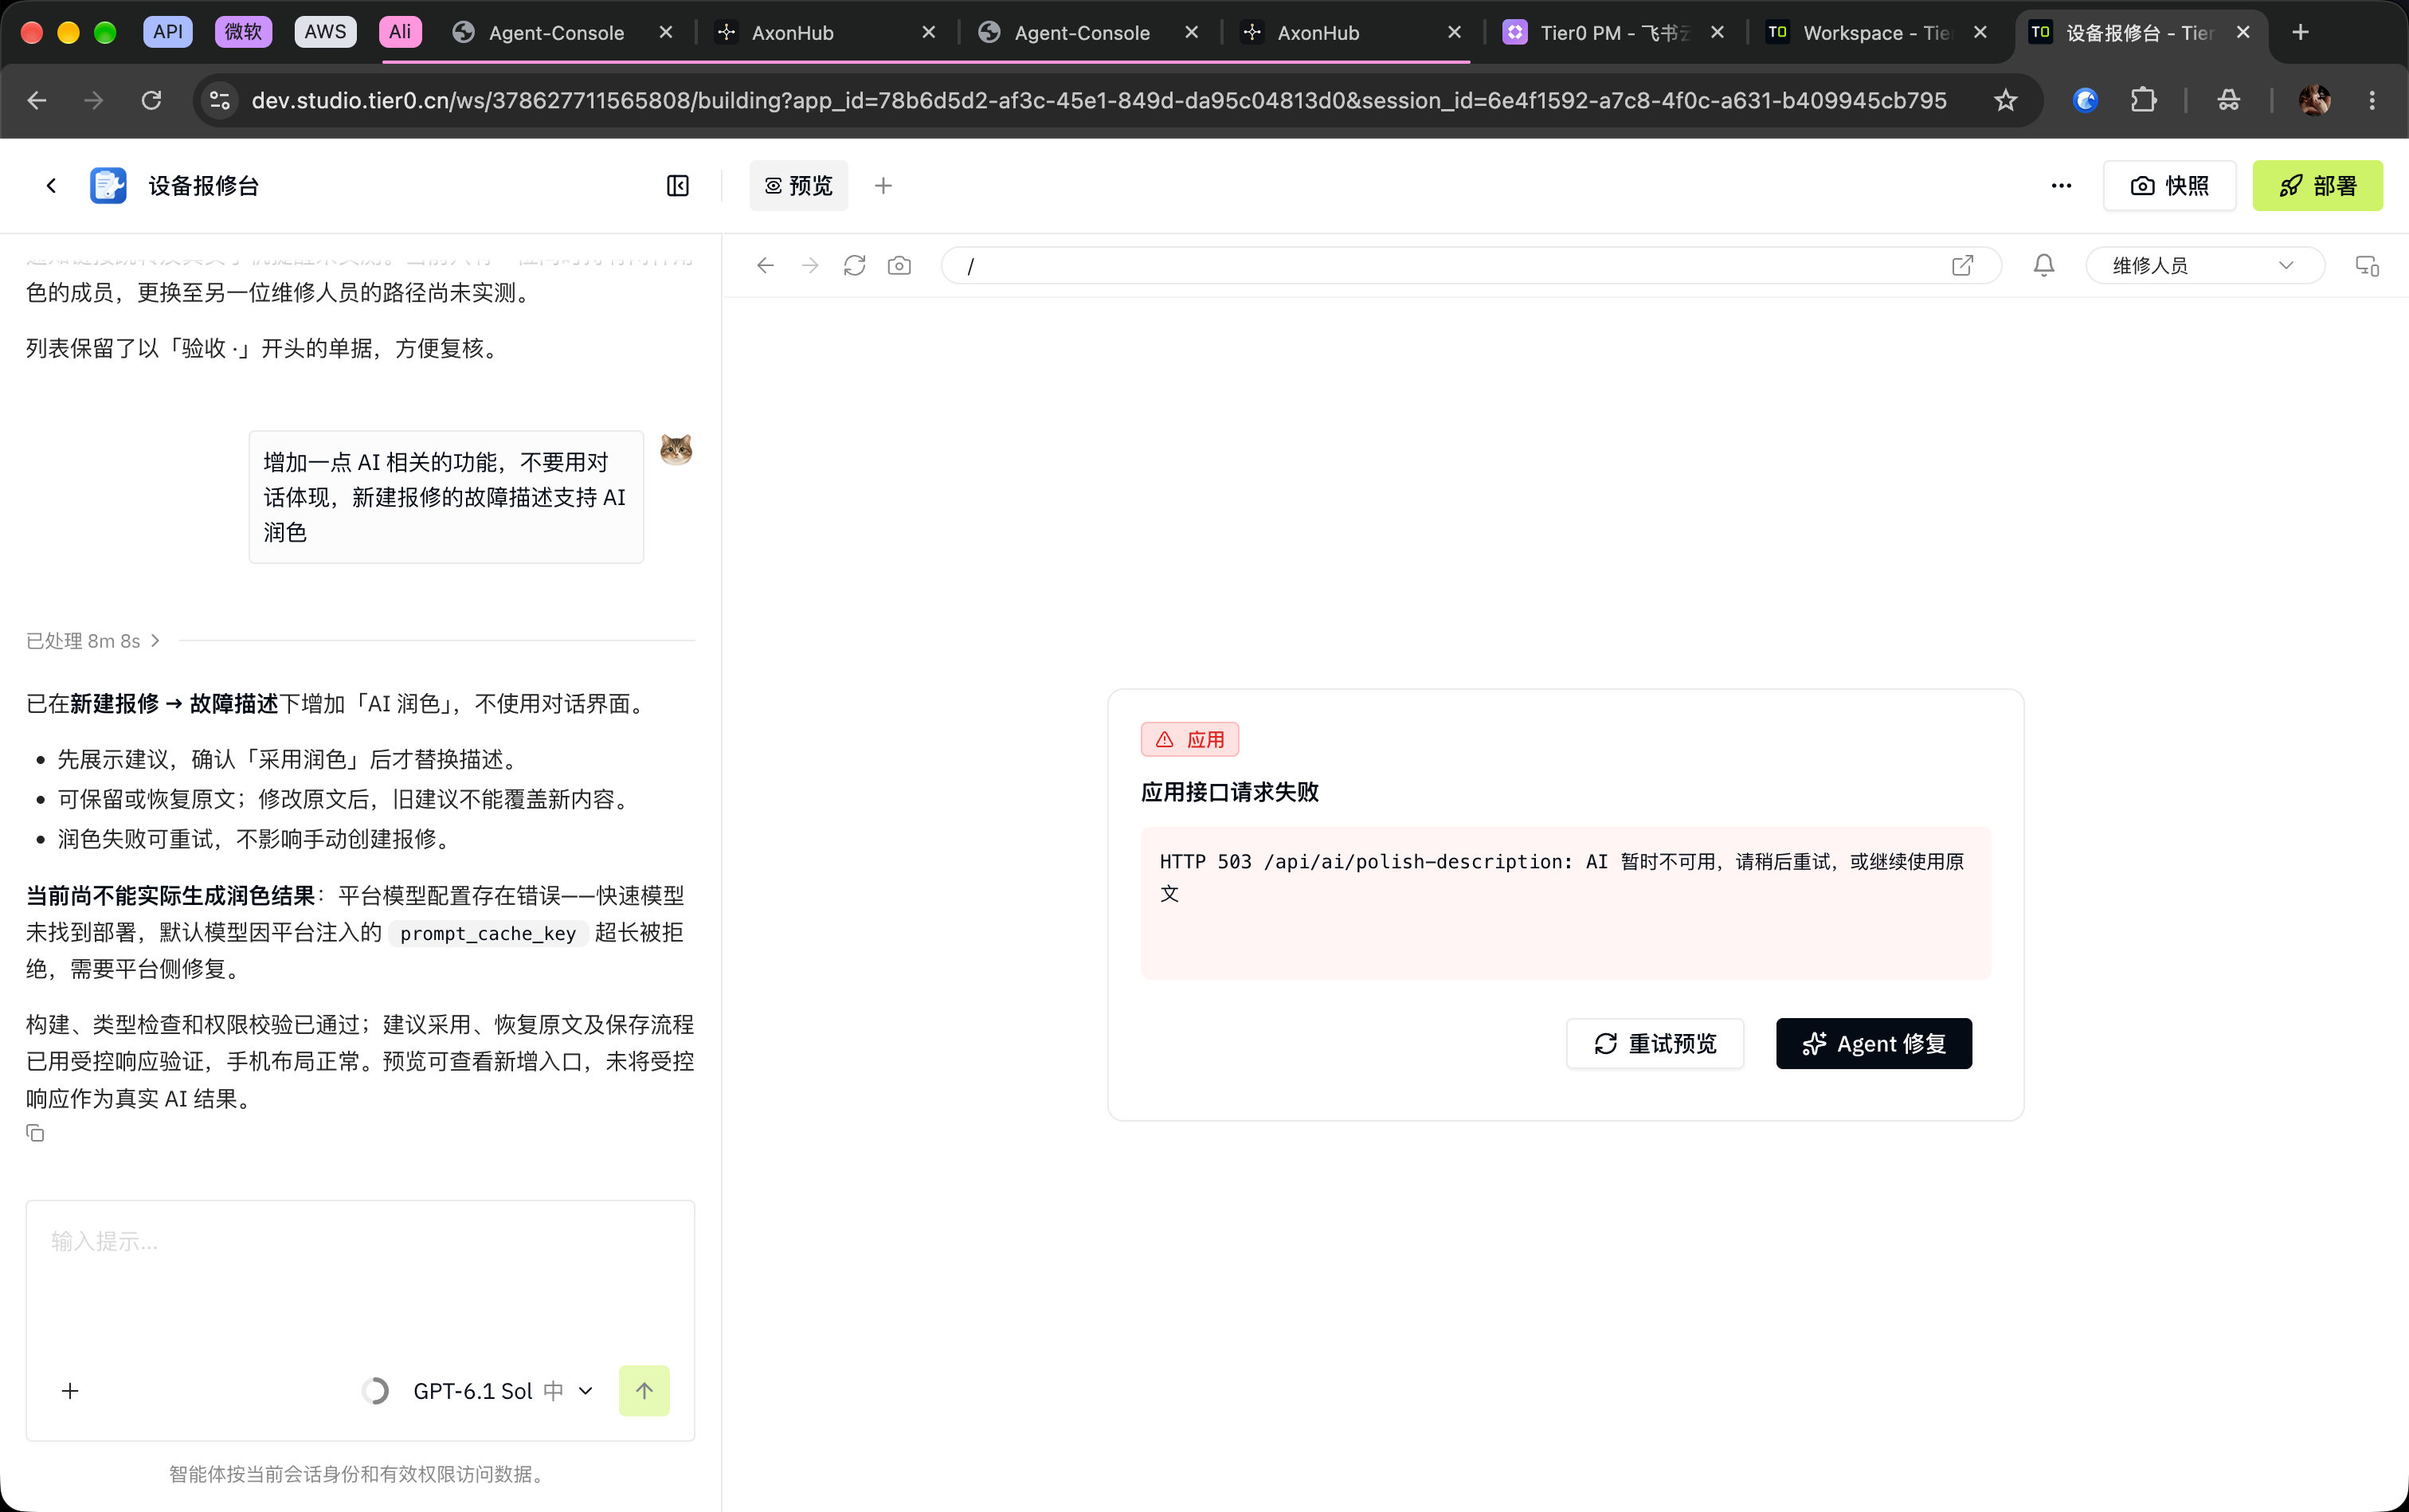 API
微软
AWS
Ali
Agent-Console
AxonHub
Agent-Console
AxonHub
Tier0 PM - 飞书云
Workspace - Tier
设备报修台 - Tier
dev.studio.tier0.cn/ws/378627711565808/building?app_id=78b6d5d2-af3c-45e1-849d-da95c04813d0&session_id=6e4f1592-a7c8-4f0c-a631-b409945cb795
设备报修台
预览
快照
部署
/
维修人员
色的成员，更换至另一位维修人员的路径尚未实测。
列表保留了以「验收 ·」开头的单据，方便复核。
增加一点 AI 相关的功能，不要用对
话体现，新建报修的故障描述支持 AI
润色
已处理 8m 8s
已在新建报修 → 故障描述下增加「AI 润色」，不使用对话界面。
• 先展示建议，确认「采用润色」后才替换描述。
• 可保留或恢复原文；修改原文后，旧建议不能覆盖新内容。
• 润色失败可重试，不影响手动创建报修。
当前尚不能实际生成润色结果：平台模型配置存在错误——快速模型
未找到部署，默认模型因平台注入的 prompt_cache_key 超长被拒
绝，需要平台侧修复。
构建、类型检查和权限校验已通过；建议采用、恢复原文及保存流程
已用受控响应验证，手机布局正常。预览可查看新增入口，未将受控
响应作为真实 AI 结果。
输入提示...
GPT-6.1 Sol 中
智能体按当前会话身份和有效权限访问数据。
应用
应用接口请求失败
HTTP 503 /api/ai/polish-description: AI 暂时不可用，请稍后重试，或继续使用原
文
重试预览
Agent 修复